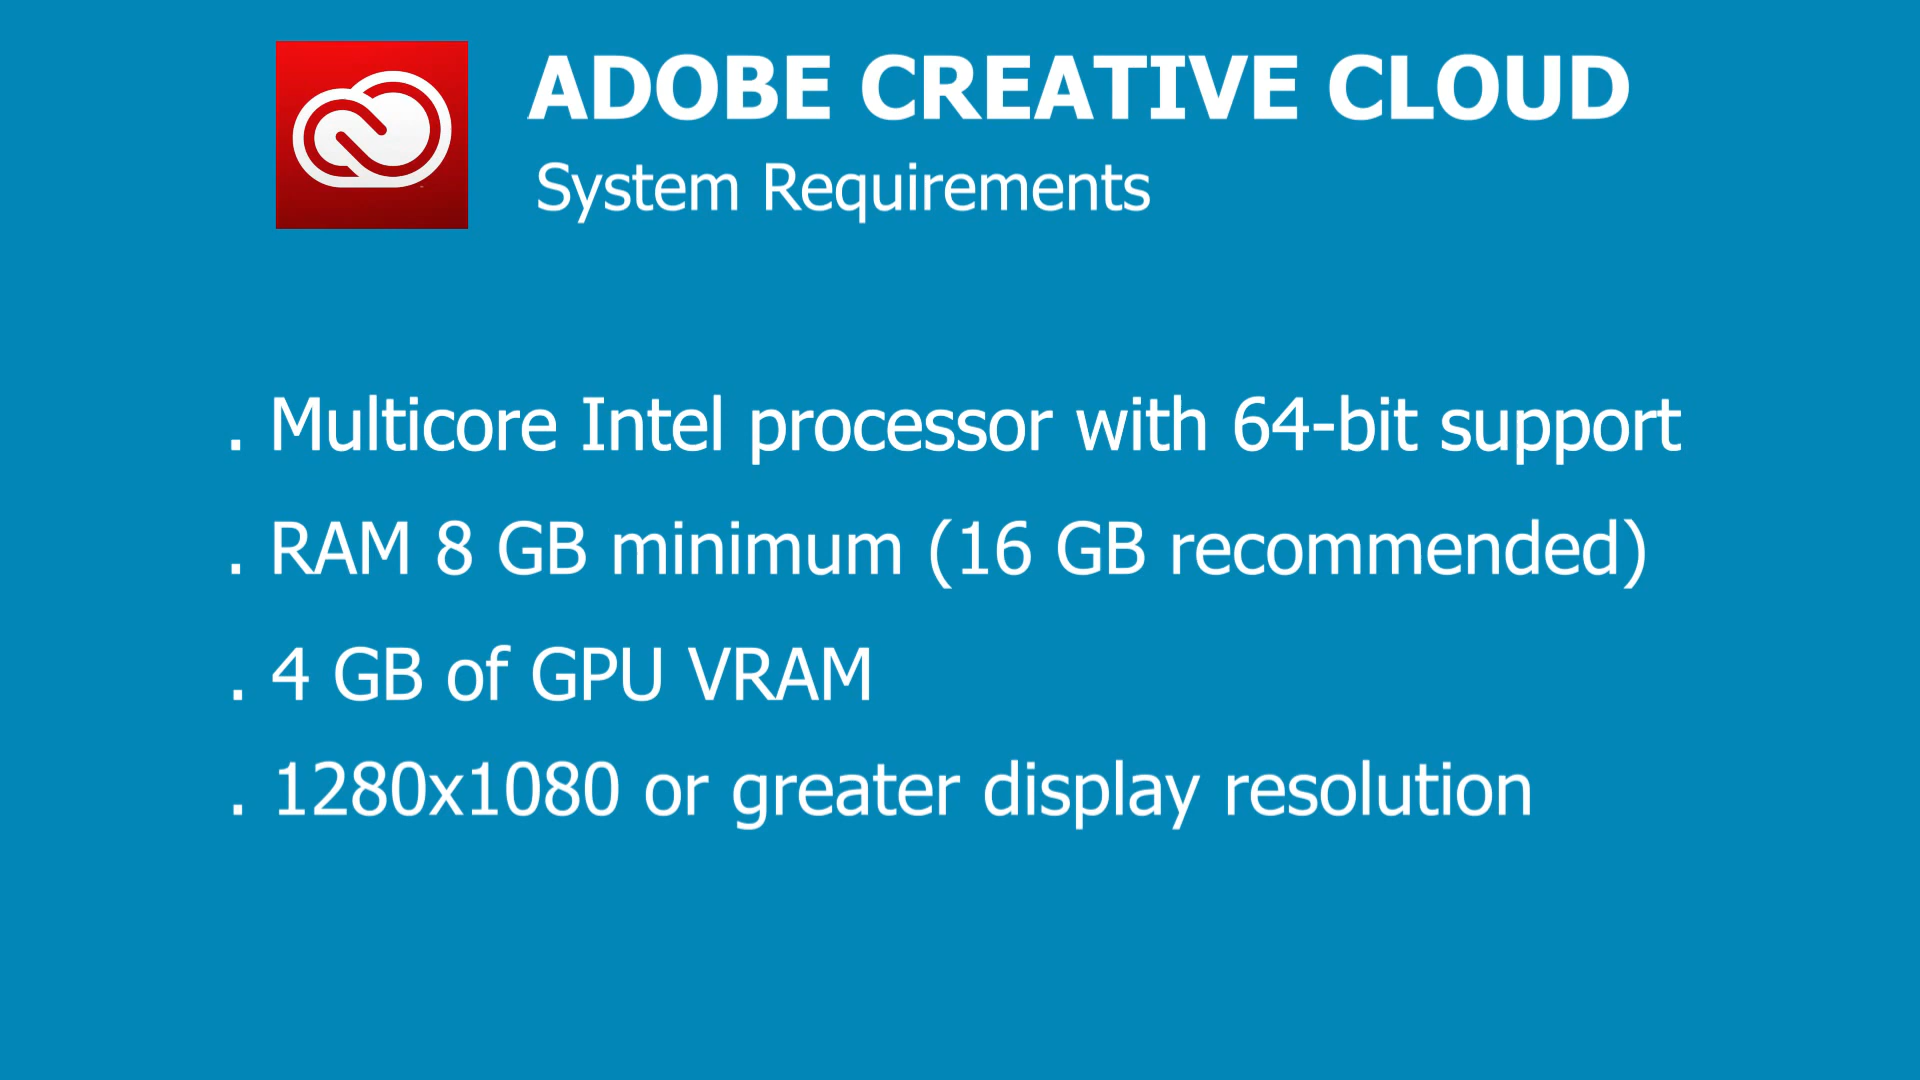 ADOBE CREATIVE CLOUD
System Requirements
. Multicore Intel processor with 64-bit support
. RAM 8 GB minimum (16 GB recommended)
. 4 GB of GPU VRAM
. 1280x1080 or greater display resolution